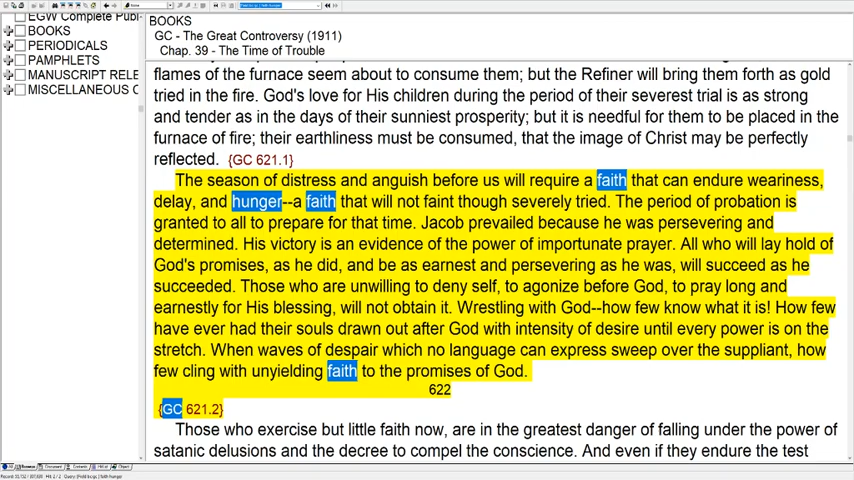 EGW Complete Publ
BOOKS
PERIODICALS
PAMPHLETS
MANUSCRIPT RELE
MISCELLANEOUS C
BOOKS
GC - The Great Controversy (1911)
Chap. 39 - The Time of Trouble
flames of the furnace seem about to consume them; but the Refiner will bring them forth as gold
tried in the fire. God's love for His children during the period of their severest trial is as strong
and tender as in the days of their sunniest prosperity; but it is needful for them to be placed in the
furnace of fire; their earthliness must be consumed, that the image of Christ may be perfectly
reflected. {GC 621.1}
The season of distress and anguish before us will require a faith that can endure weariness,
delay, and hunger--a faith that will not faint though severely tried. The period of probation is
granted to all to prepare for that time. Jacob prevailed because he was persevering and
determined. His victory is an evidence of the power of importunate prayer. All who will lay hold of
God's promises, as he did, and be as earnest and persevering as he was, will succeed as he
succeeded. Those who are unwilling to deny self, to agonize before God, to pray long and
earnestly for His blessing, will not obtain it. Wrestling with God--how few know what it is! How few
have ever had their souls drawn out after God with intensity of desire until every power is on the
stretch. When waves of despair which no language can express sweep over the suppliant, how
few cling with unyielding faith to the promises of God.
622
{GC 621.2}
Those who exercise but little faith now, are in the greatest danger of falling under the power of
satanic delusions and the decree to compel the conscience. And even if they endure the test